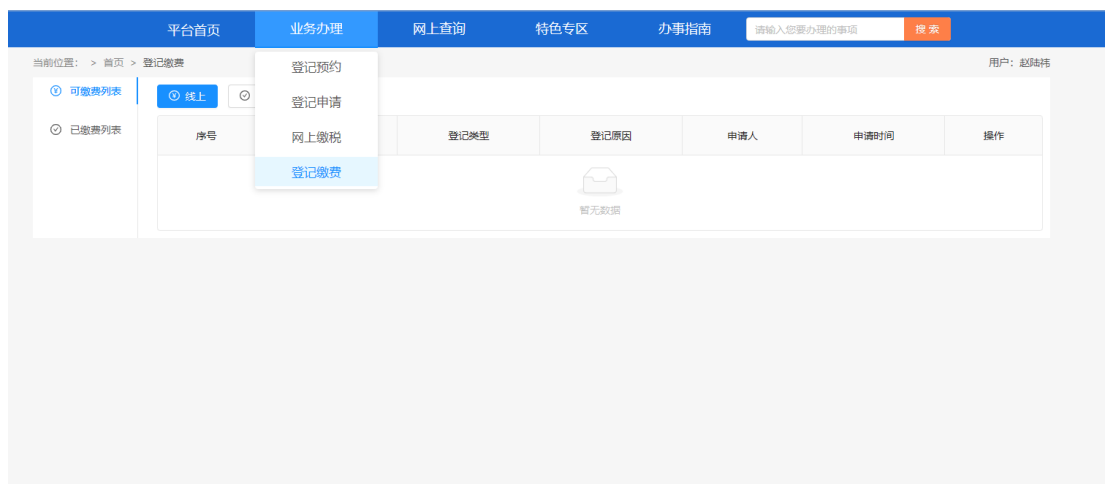 平台首页 业务办理 网上查询 特色专区 办事指南 请输入您要办理的事项 搜索
当前位置： > 首页 > 登记缴费 用户：赵陆祎
登记预约
可缴费列表 线上
登记申请
已缴费列表 序号 登记类型 登记原因 申请人 申请时间 操作
网上缴税
登记缴费
暂无数据